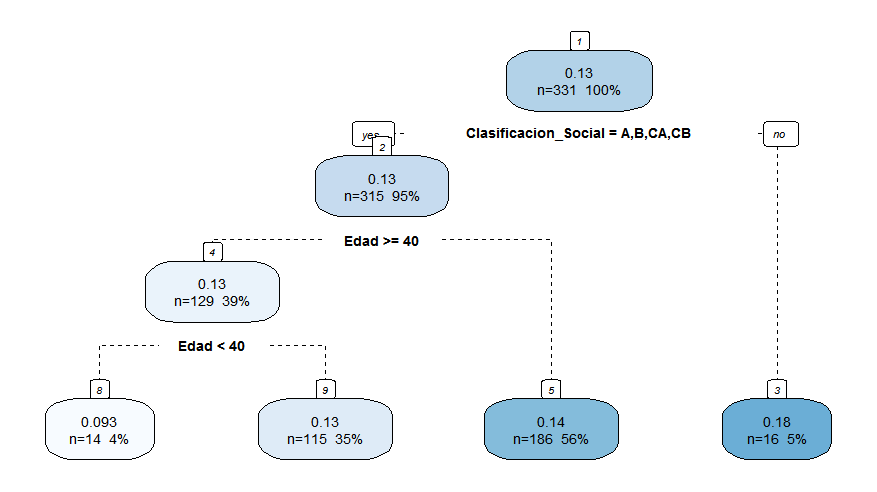 1
0.13
n=331 100%
yes
Clasificacion_Social = A,B,CA,CB
no
2
0.13
n=315 95%
Edad >= 40
4
0.13
n=129 39%
Edad < 40
8
0.093
n=14 4%
9
0.13
n=115 35%
5
0.14
n=186 56%
3
0.18
n=16 5%